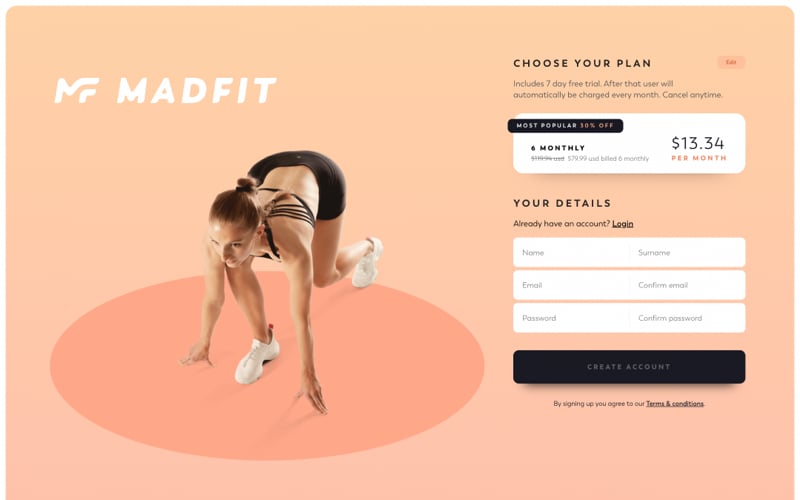 MF MADFIT
CHOOSE YOUR PLAN
Edit
Includes 7 day free trial. After that user will
automatically be charged every month. Cancel anytime.
MOST POPULAR 30% OFF
6 MONTHLY
$119.94 usd $79.99 usd billed 6 monthly
$13.34
PER MONTH
YOUR DETAILS
Already have an account? Login
Name Surname
Email Confirm email
Password Confirm password
CREATE ACCOUNT
By signing up you agree to our Terms & conditions.